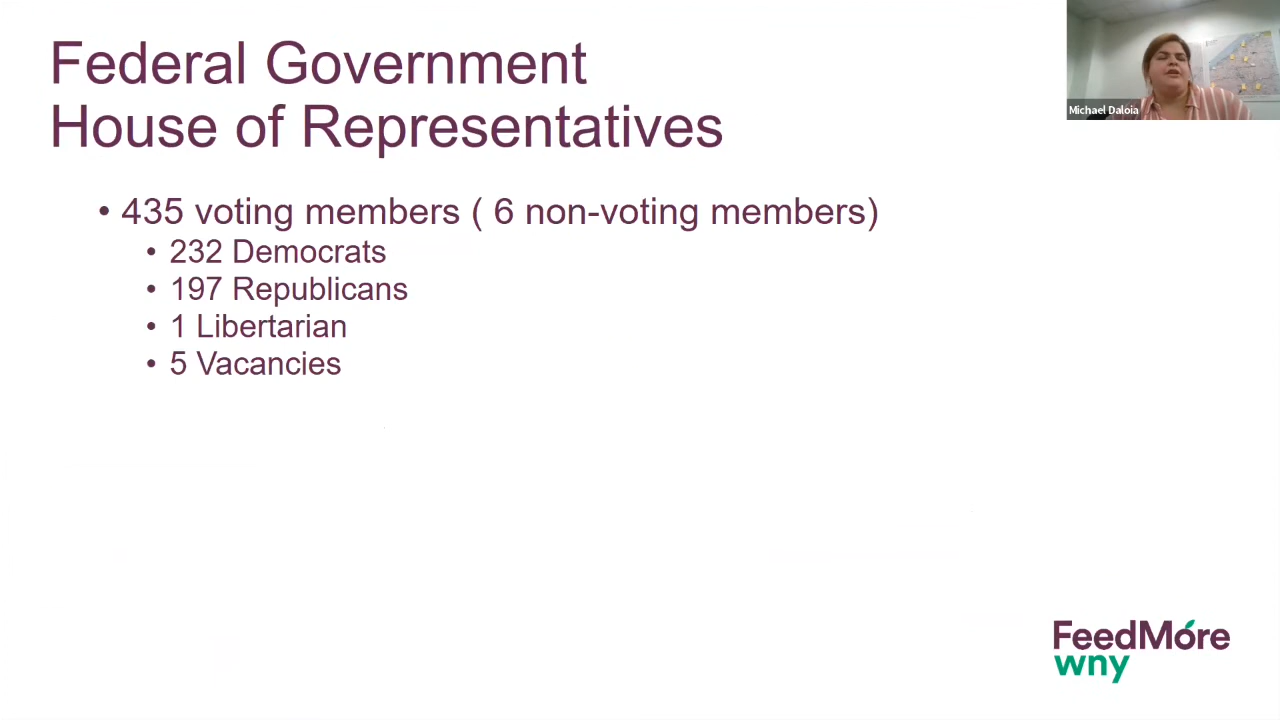 Federal Government
House of Representatives
Michael Daloia
• 435 voting members ( 6 non-voting members)
• 232 Democrats
• 197 Republicans
• 1 Libertarian
• 5 Vacancies
FeedMore
wny